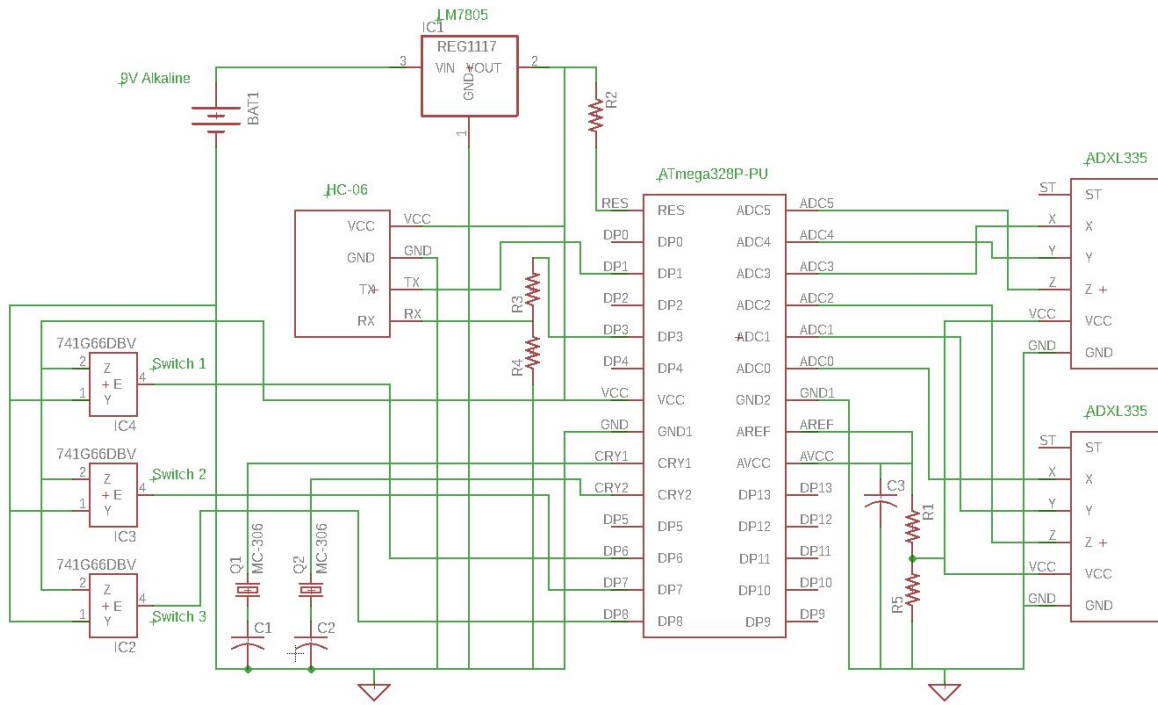 LM7805
IC1
REG1117
3
VIN
VOUT
2
GND
1
9V Alkaline
BAT1
R2
ATmega328P-PU
RES
RES
DP0
DP0
DP1
DP1
DP2
DP2
DP3
DP3
DP4
DP4
VCC
VCC
GND
GND1
CRY1
CRY1
CRY2
CRY2
DP5
DP5
DP6
DP6
DP7
DP7
DP8
DP8
ADC5
ADC5
ADC4
ADC4
ADC3
ADC3
ADC2
ADC2
ADC1
ADC1
ADC0
ADC0
GND2
GND1
AREF
AREF
AVCC
AVCC
DP13
DP13
DP12
DP12
DP11
DP11
DP10
DP10
DP9
DP9
HC-06
VCC
VCC
GND
GND
TX
TX
RX
RX
R3
R4
741G66DBV
Switch 1
2
Z
E
4
1
Y
IC4
741G66DBV
Switch 2
2
Z
E
4
1
Y
IC3
741G66DBV
2
Z
E
4
1
Y
Switch 3
IC2
Q1
MC-306
Q2
MC-306
C1
C2
C3
R1
R5
ADXL335
ST
ST
X
X
Y
Y
Z
Z
VCC
VCC
GND
GND
ADXL335
ST
ST
X
X
Y
Y
Z
Z
VCC
VCC
GND
GND